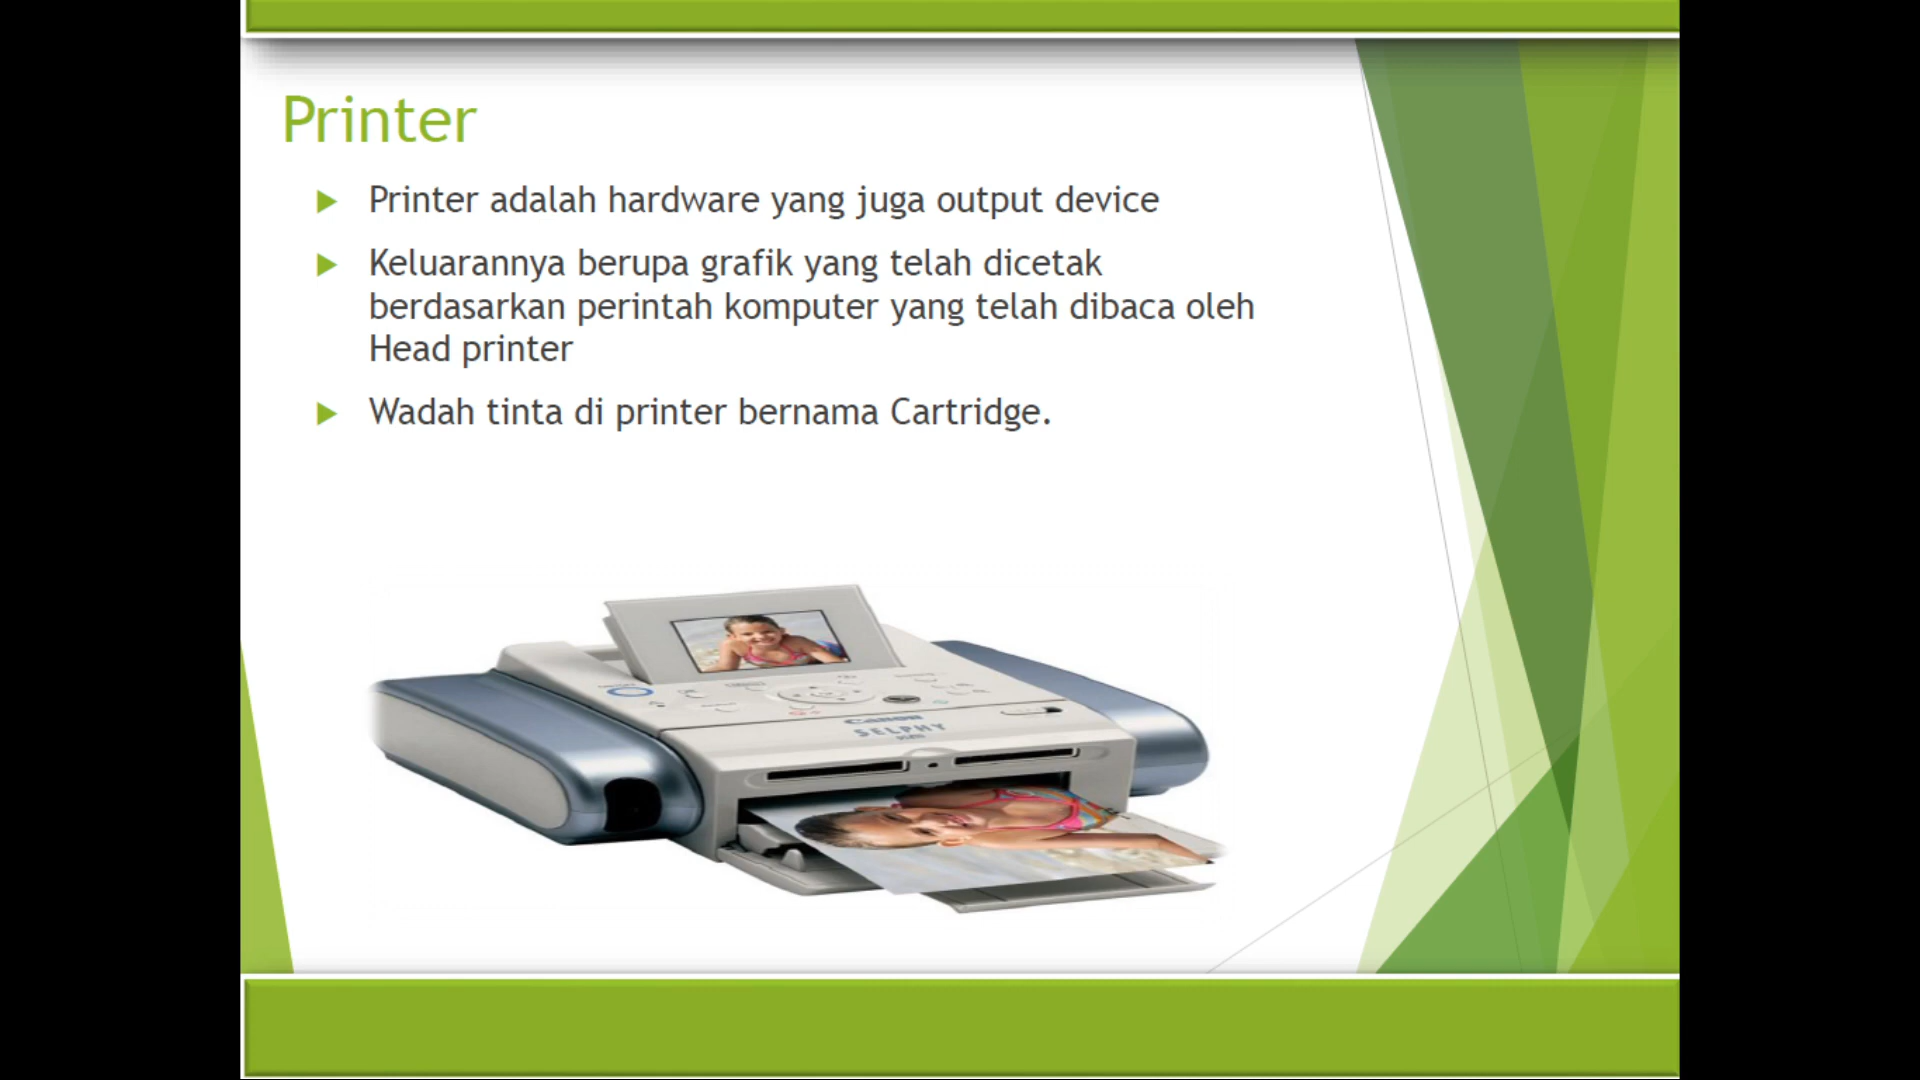 Printer
Printer adalah hardware yang juga output device
Keluarannya berupa grafik yang telah dicetak
berdasarkan perintah komputer yang telah dibaca oleh
Head printer
Wadah tinta di printer bernama Cartridge.
Canon
SELPHY